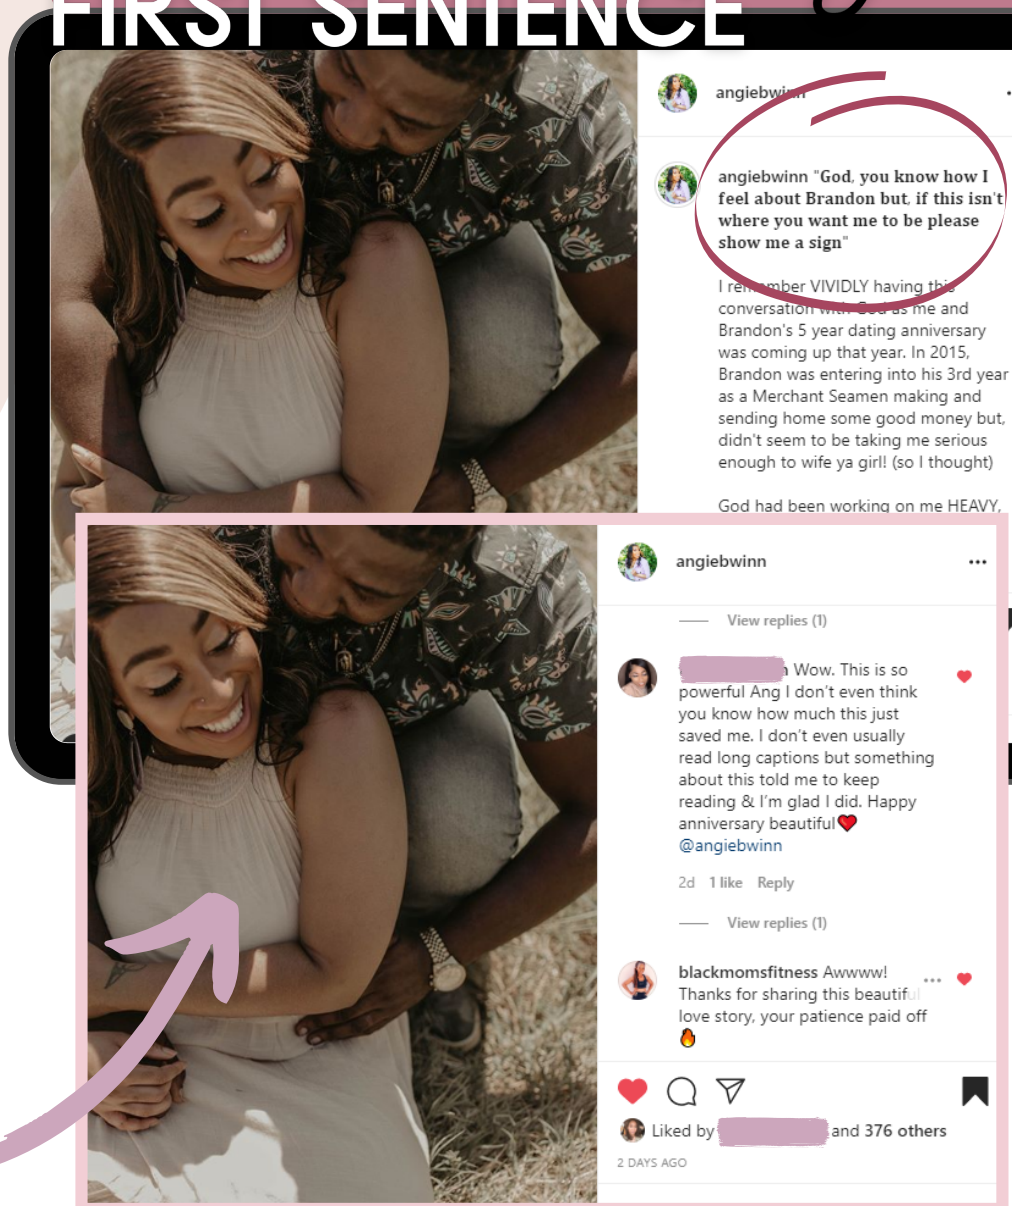 FIRST SENTENCE
angiebwinn
angiebwinn "God, you know how I
feel about Brandon but, if this isn't
where you want me to be please
show me a sign"
I remember VIVIDLY having this
conversation with God as me and
Brandon's 5 year dating anniversary
was coming up that year. In 2015,
Brandon was entering into his 3rd year
as a Merchant Seamen making and
sending home some good money but,
didn't seem to be taking me serious
enough to wife ya girl! (so I thought)
God had been working on me HEAVY,
angiebwinn
View replies (1)
Wow. This is so
powerful Ang I don't even think
you know how much this just
saved me. I don't even usually
read long captions but something
about this told me to keep
reading & I'm glad I did. Happy
anniversary beautiful❤️
@angiebwinn
2d 1 like Reply
View replies (1)
blackmomsfitness Awwww!
Thanks for sharing this beautiful
love story, your patience paid off
🔥
Liked by
and 376 others
2 DAYS AGO